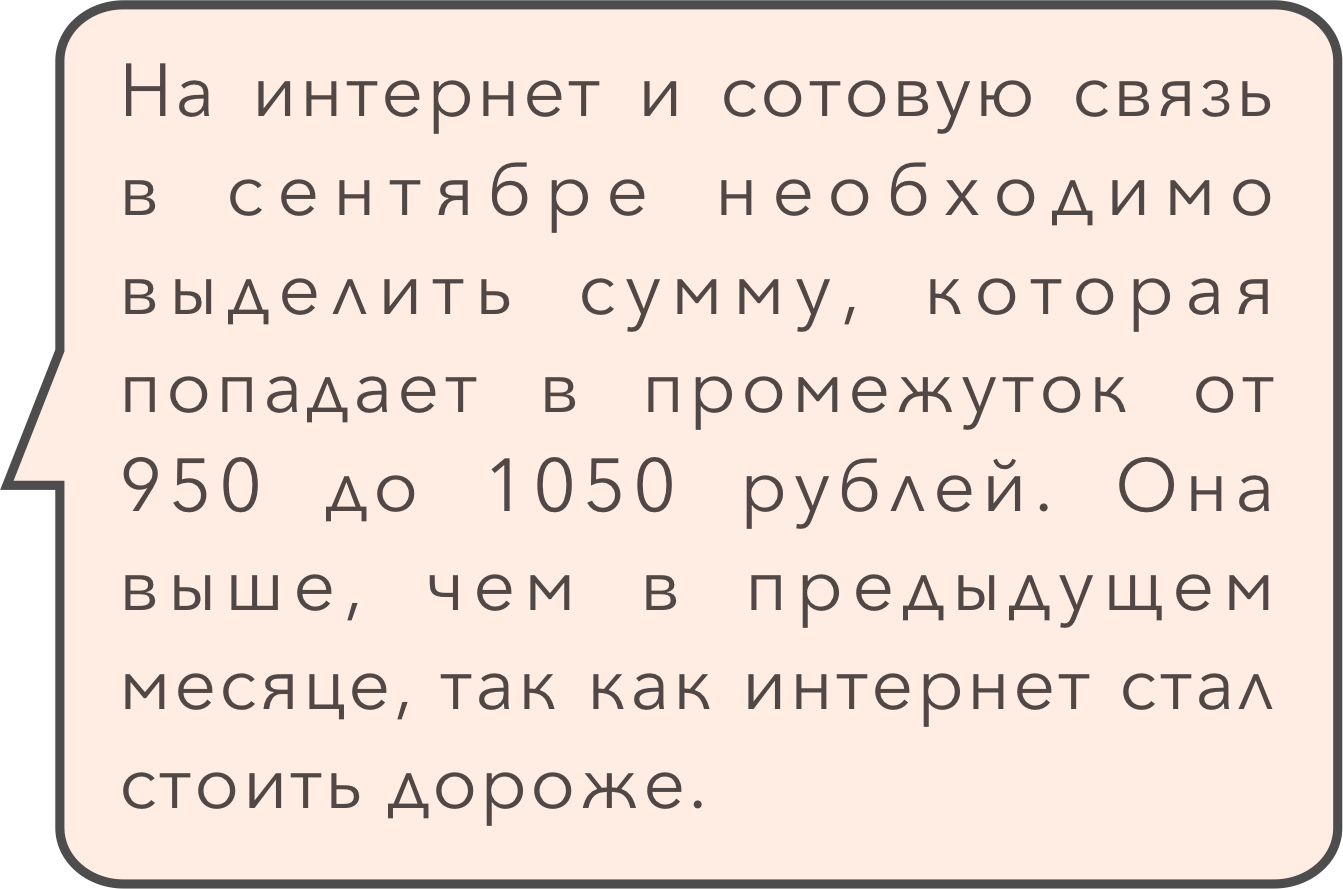 На интернет и сотовую связь
в сентябре необходимо
выделить сумму, которая
попадает в промежуток от
950 до 1050 рублей. Она
выше, чем в предыдущем
месяце, так как интернет стал
стоить дороже.